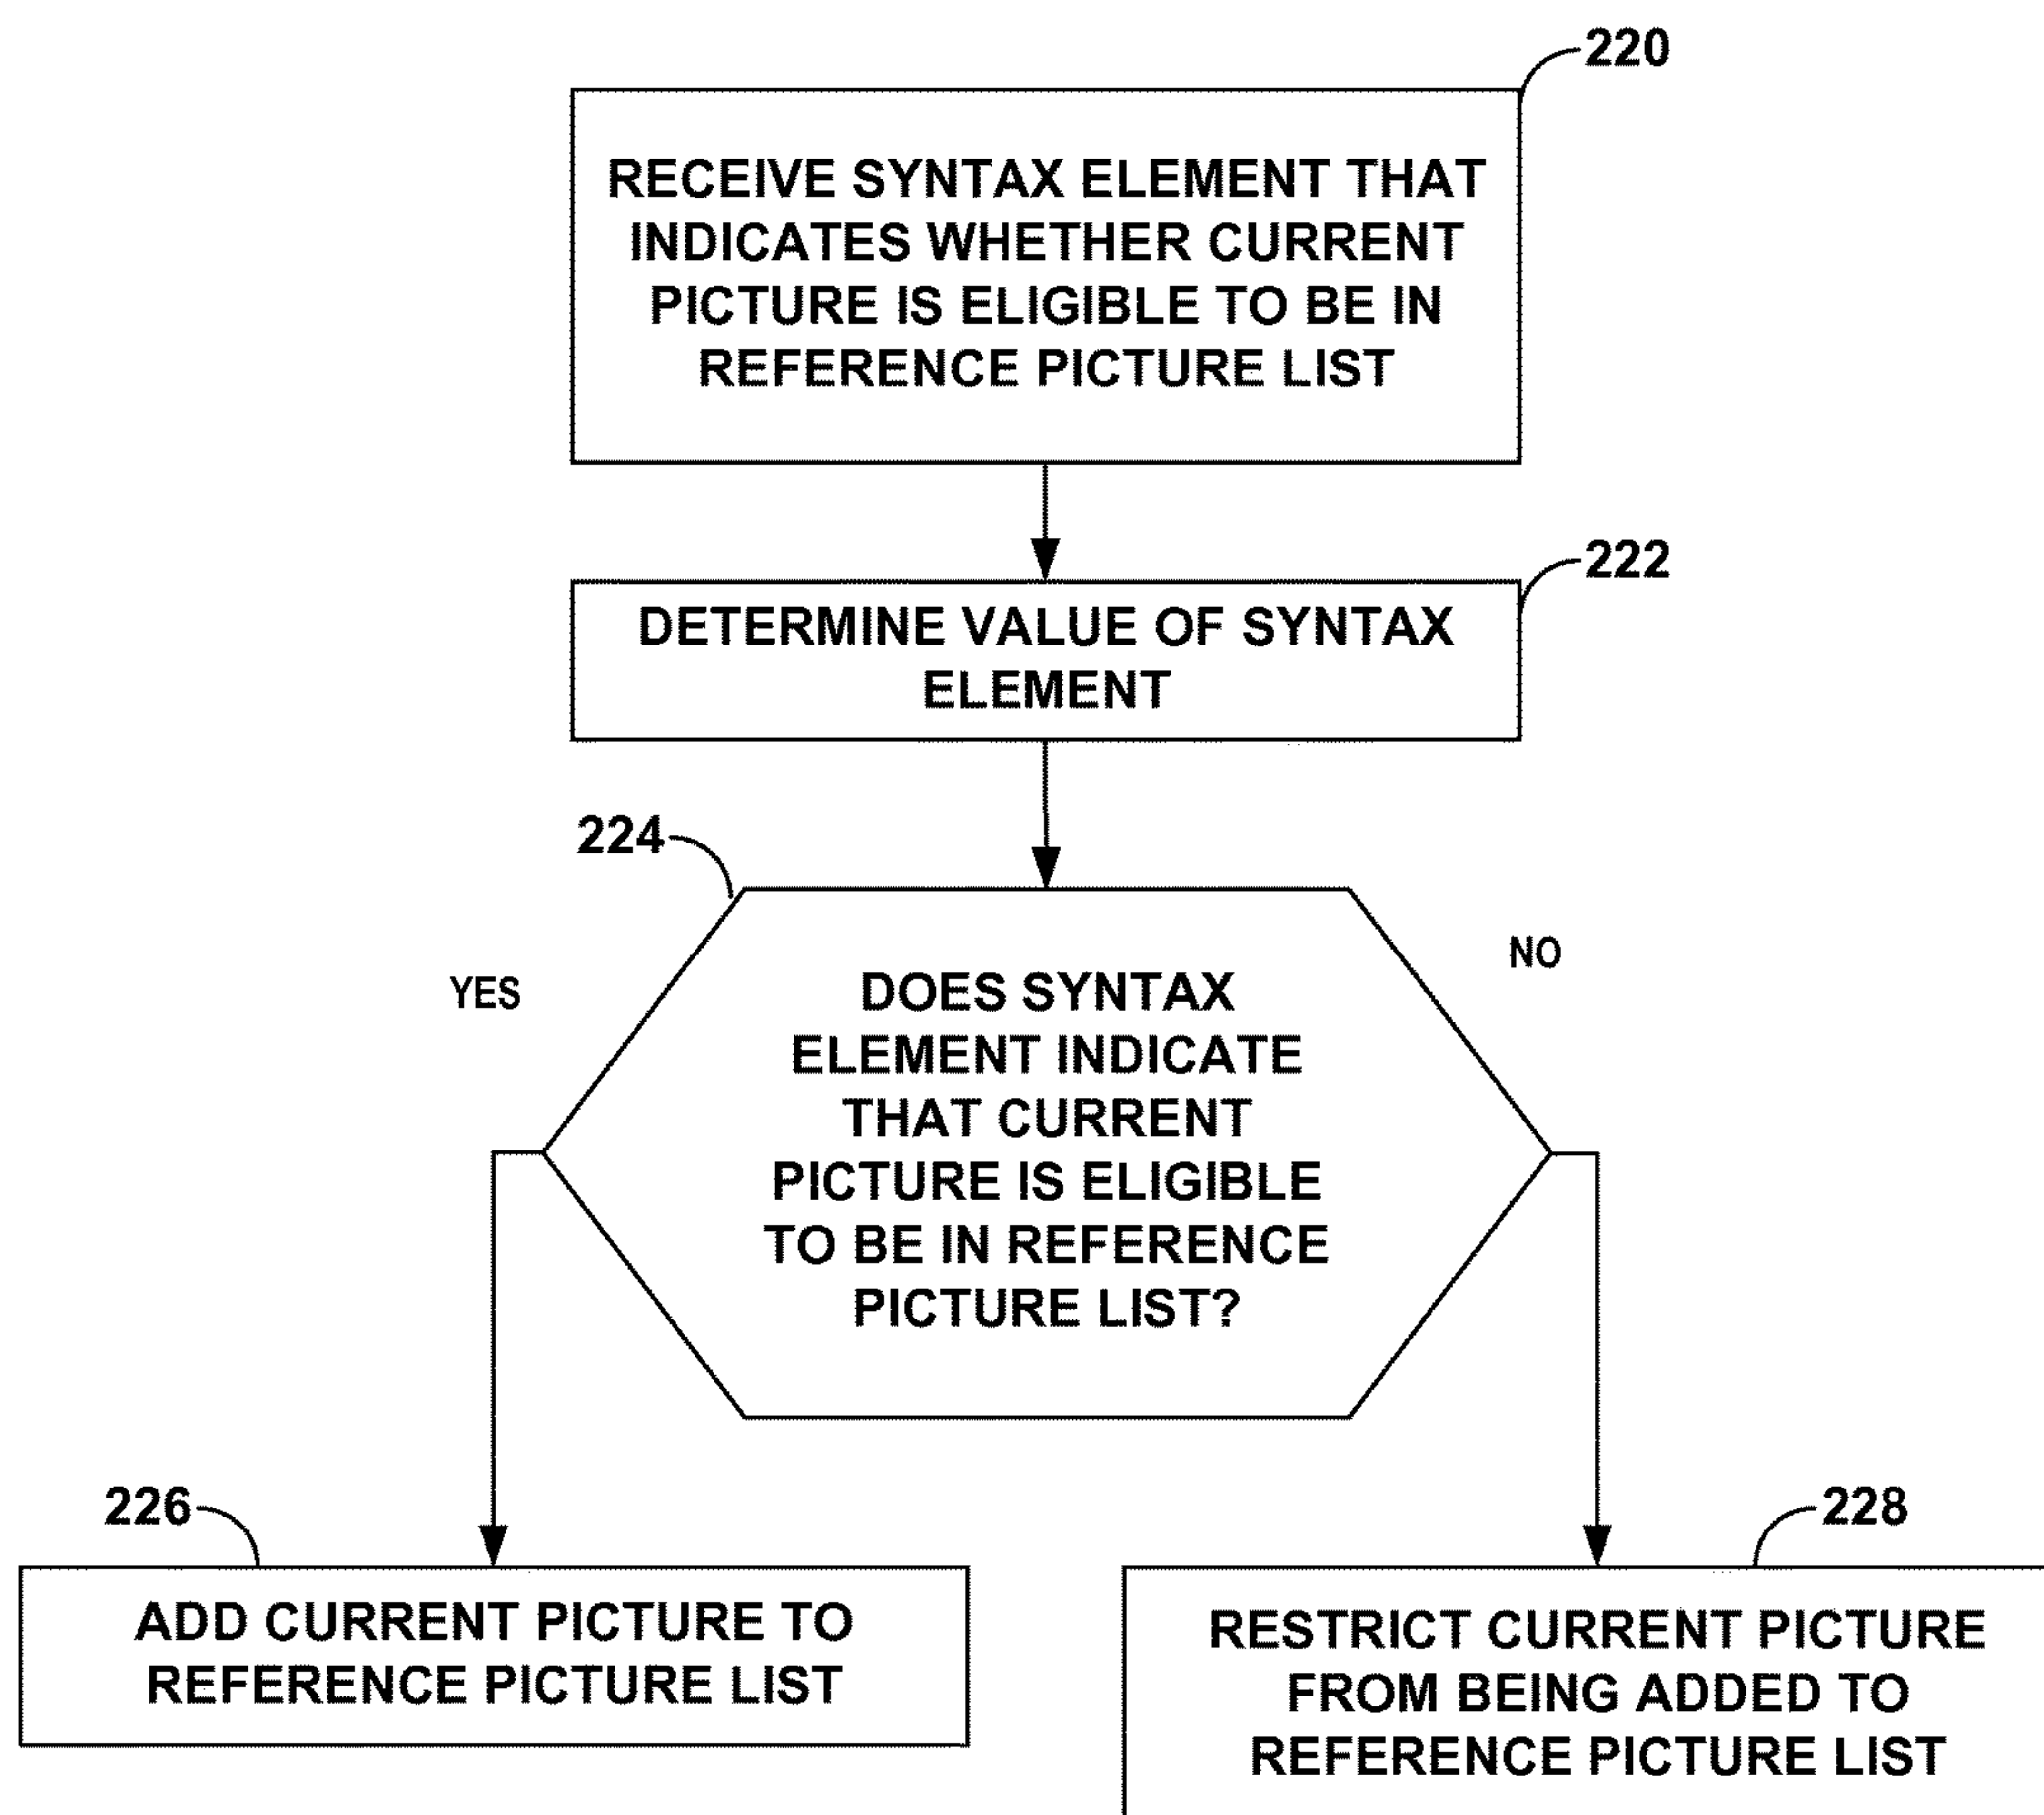 220
RECEIVE SYNTAX ELEMENT THAT
INDICATES WHETHER CURRENT
PICTURE IS ELIGIBLE TO BE IN
REFERENCE PICTURE LIST
222
DETERMINE VALUE OF SYNTAX
ELEMENT
224
YES
NO
DOES SYNTAX
ELEMENT INDICATE
THAT CURRENT
PICTURE IS ELIGIBLE
TO BE IN REFERENCE
PICTURE LIST?
226
ADD CURRENT PICTURE TO
REFERENCE PICTURE LIST
228
RESTRICT CURRENT PICTURE
FROM BEING ADDED TO
REFERENCE PICTURE LIST